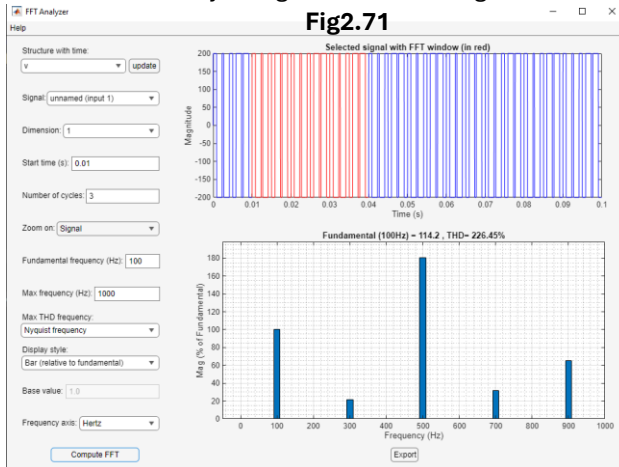 Fig2.71
FFT Analyzer
Help
Structure with time:
v
update
Signal: unnamed (input 1)
Dimension: 1
Start time (s): 0.01
Number of cycles: 3
Zoom on: Signal
Fundamental frequency (Hz): 100
Max frequency (Hz): 1000
Max THD frequency:
Nyquist frequency
Display style:
Bar (relative to fundamental)
Base value: 1.0
Frequency axis: Hertz
Compute FFT
Selected signal with FFT window (in red)
Magnitude
200
150
100
50
0
-50
-100
-150
-200
0 0.01 0.02 0.03 0.04 0.05 0.06 0.07 0.08 0.09 0.1
Time (s)
Fundamental (100Hz) = 114.2 , THD= 226.45%
Mag (% of Fundamental)
180
160
140
120
100
80
60
40
20
0
0 100 200 300 400 500 600 700 800 900 1000
Frequency (Hz)
Export